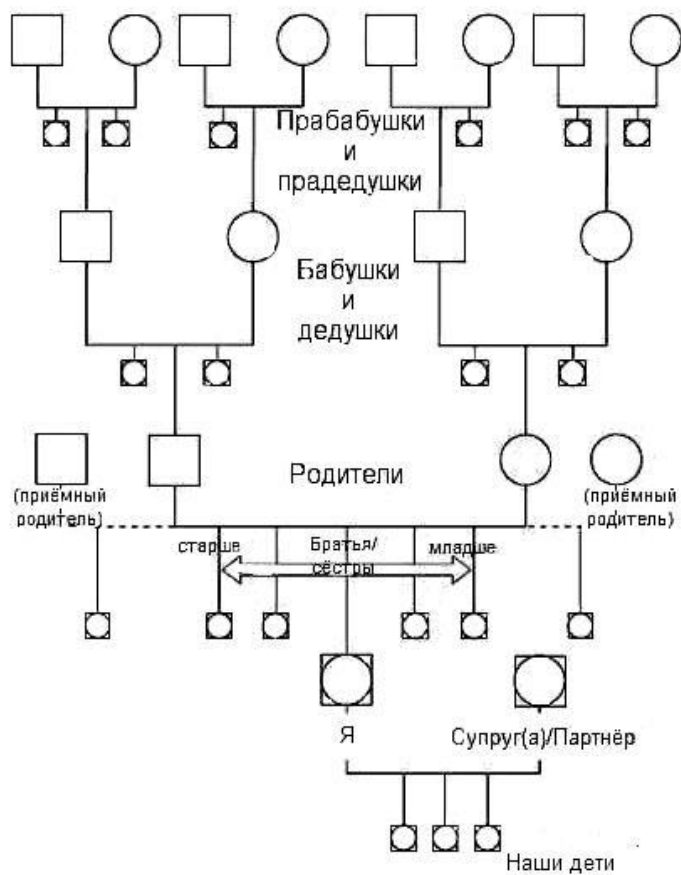 Прабабушки
и
прадедушки
Бабушки
и
дедушки
Родители
(приёмный
родитель)
(приёмный
родитель)
старше
Братья/
сёстры
младше
Я
Супруг(а)/Партнёр
Наши дети